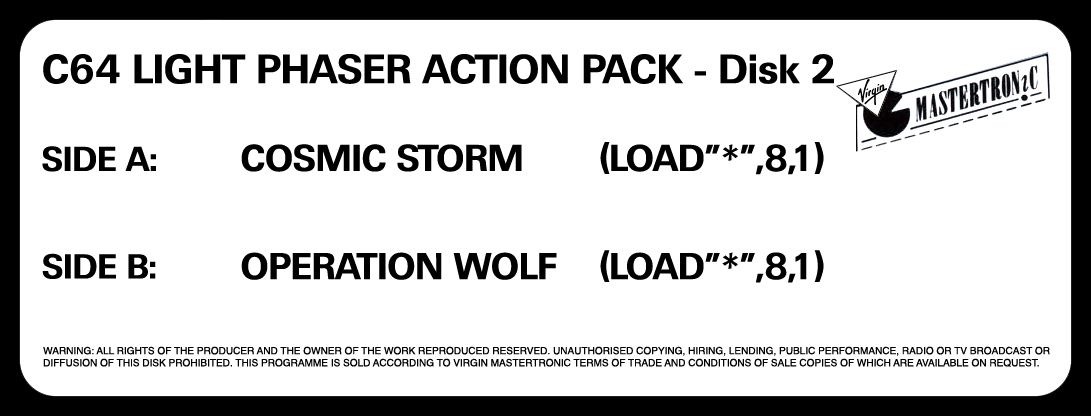 C64 LIGHT PHASER ACTION PACK - Disk 2
Virgin MASTERTRONiC
SIDE A: COSMIC STORM (LOAD"*",8,1)
SIDE B: OPERATION WOLF (LOAD"*",8,1)
WARNING: ALL RIGHTS OF THE PRODUCER AND THE OWNER OF THE WORK REPRODUCED RESERVED. UNAUTHORISED COPYING, HIRING, LENDING, PUBLIC PERFORMANCE, RADIO OR TV BROADCAST OR
DIFFUSION OF THIS DISK PROHIBITED. THIS PROGRAMME IS SOLD ACCORDING TO VIRGIN MASTERTRONIC TERMS OF TRADE AND CONDITIONS OF SALE COPIES OF WHICH ARE AVAILABLE ON REQUEST.